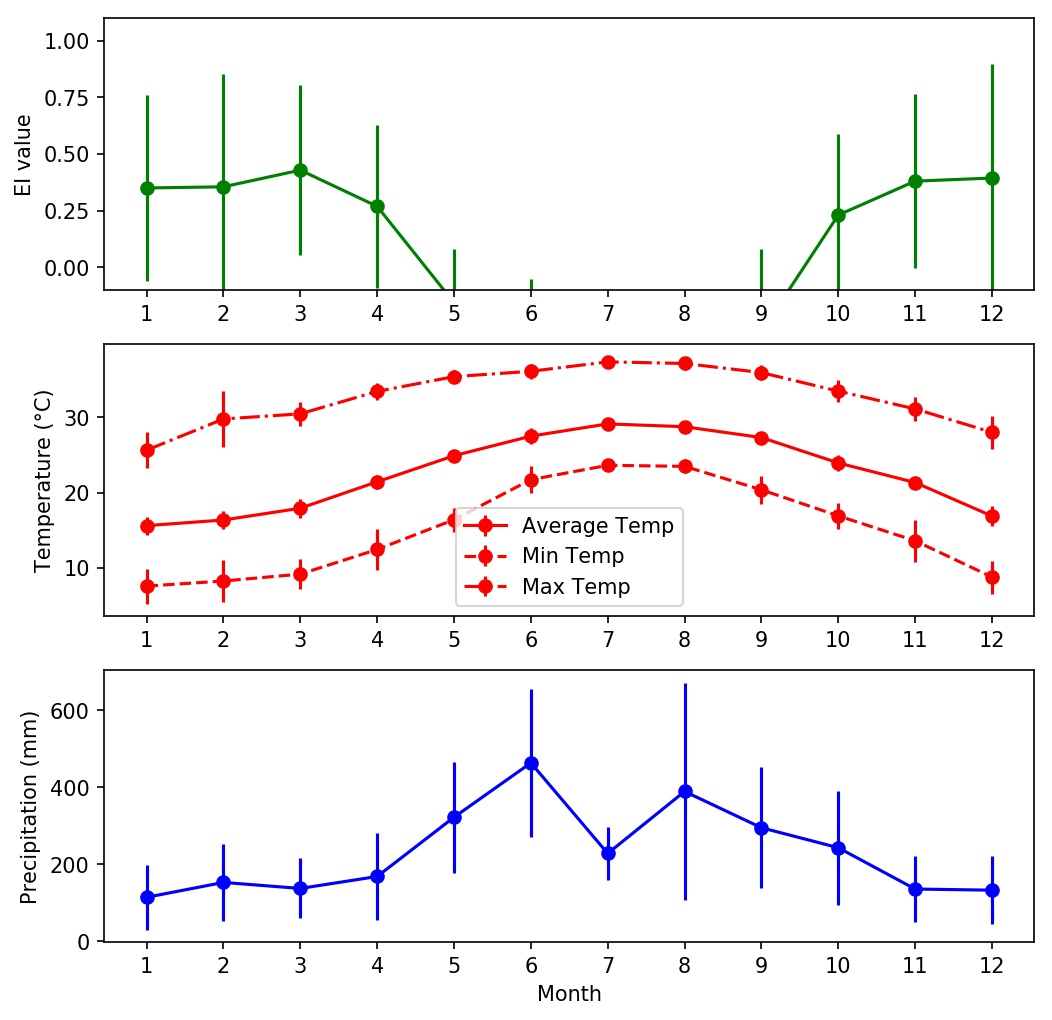 1.00
0.75
0.50
0.25
0.00
EI value
1 2 3 4 5 6 7 8 9 10 11 12
30
20
10
Temperature (°C)
Average Temp
Min Temp
Max Temp
1 2 3 4 5 6 7 8 9 10 11 12
600
400
200
0
Precipitation (mm)
1 2 3 4 5 6 7 8 9 10 11 12
Month